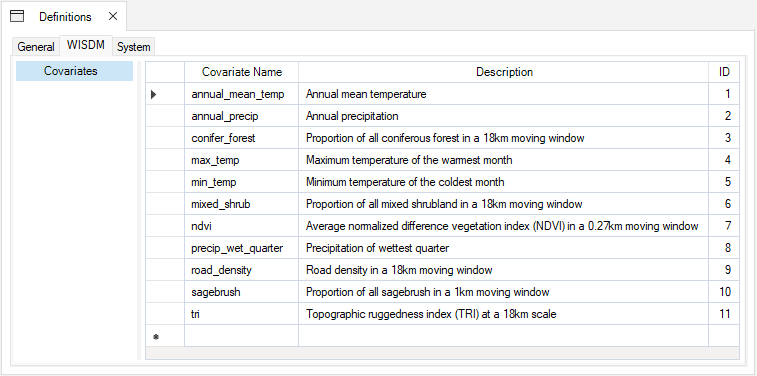 Definitions
General WISDM System
Covariates
Covariate Name Description ID
annual_mean_temp Annual mean temperature 1
annual_precip Annual precipitation 2
conifer_forest Proportion of all coniferous forest in a 18km moving window 3
max_temp Maximum temperature of the warmest month 4
min_temp Minimum temperature of the coldest month 5
mixed_shrub Proportion of all mixed shrubland in a 18km moving window 6
ndvi Average normalized difference vegetation index (NDVI) in a 0.27km moving window 7
precip_wet_quarter Precipitation of wettest quarter 8
road_density Road density in a 18km moving window 9
sagebrush Proportion of all sagebrush in a 1km moving window 10
tri Topographic ruggedness index (TRI) at a 18km scale 11